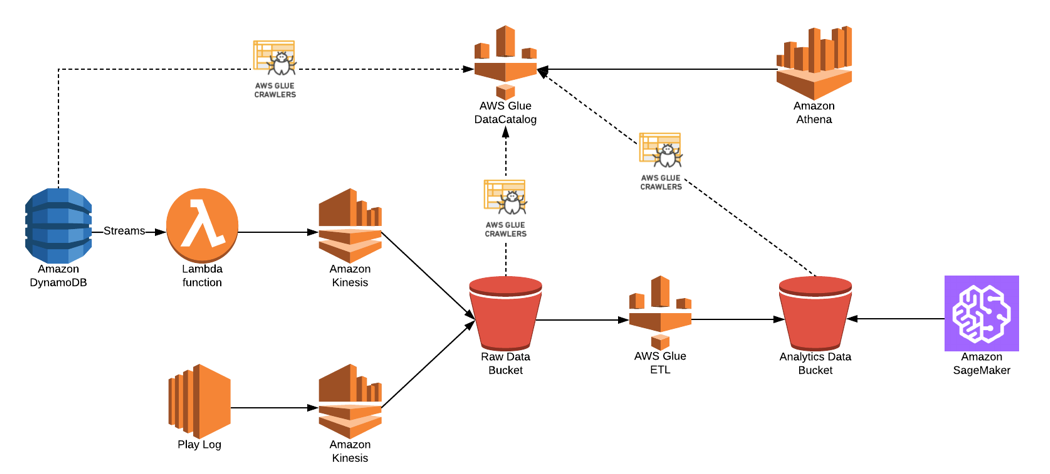 AWS GLUE
CRAWLERS
AWS Glue
DataCatalog
Amazon
Athena
AWS GLUE
CRAWLERS
AWS GLUE
CRAWLERS
Streams
Amazon
DynamoDB
Lambda
function
Amazon
Kinesis
Raw Data
Bucket
AWS Glue
ETL
Analytics Data
Bucket
Amazon
SageMaker
Play Log
Amazon
Kinesis